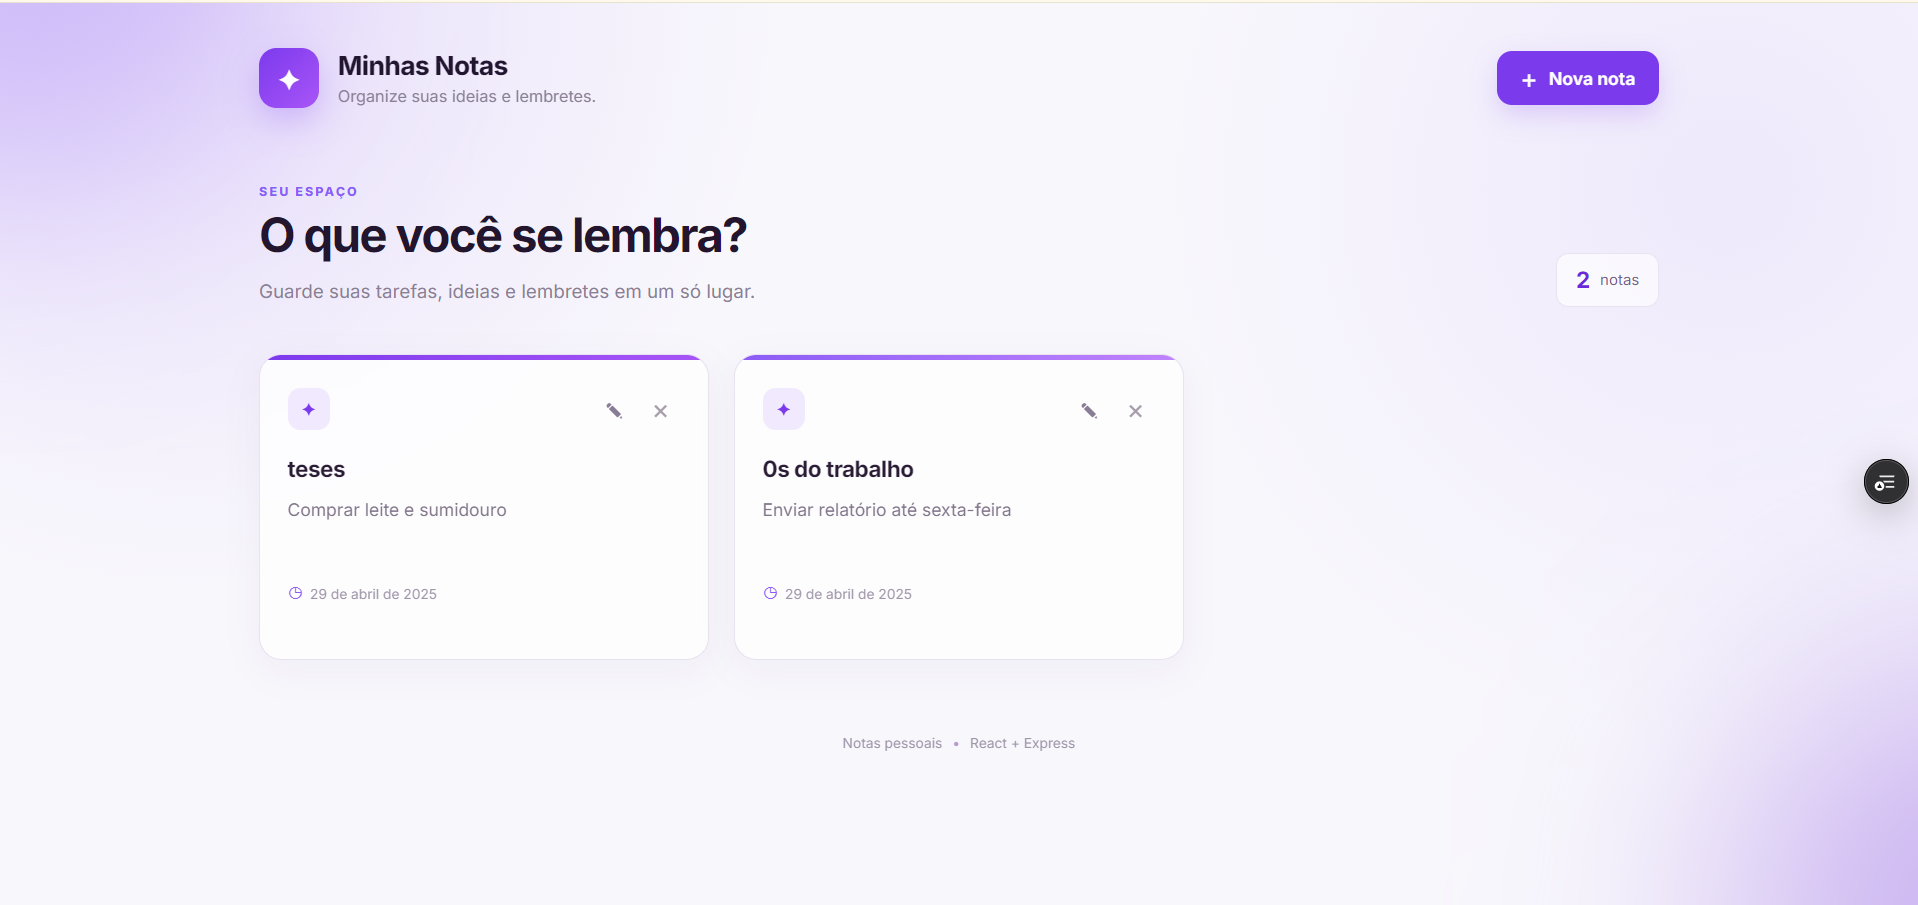 Minhas Notas
Organize suas ideias e lembretes.
+ Nova nota
SEU ESPAÇO
O que você se lembra?
Guarde suas tarefas, ideias e lembretes em um só lugar.
2 notas
teses
Comprar leite e sumidouro
29 de abril de 2025
0s do trabalho
Enviar relatório até sexta-feira
29 de abril de 2025
Notas pessoais • React + Express